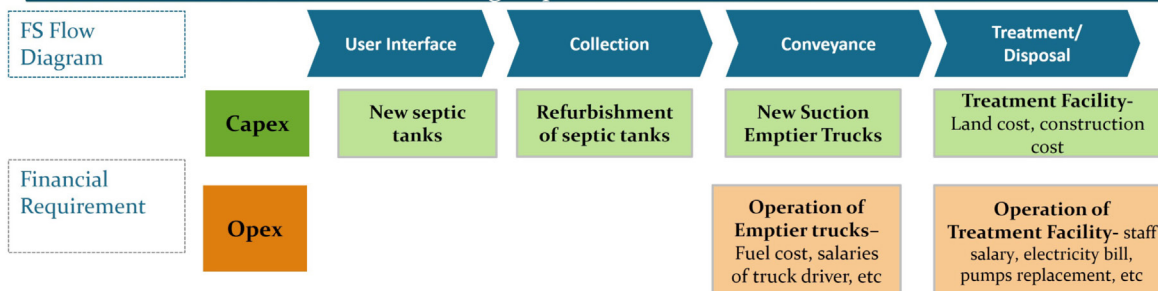 FS Flow
Diagram
User Interface
Collection
Conveyance
Treatment/
Disposal
Capex
New septic
tanks
Refurbishment
of septic tanks
New Suction
Emptier Trucks
Treatment Facility-
Land cost, construction
cost
Financial
Requirement
Opex
Operation of
Emptier trucks–
Fuel cost, salaries
of truck driver, etc
Operation of
Treatment Facility- staff
salary, electricity bill,
pumps replacement, etc